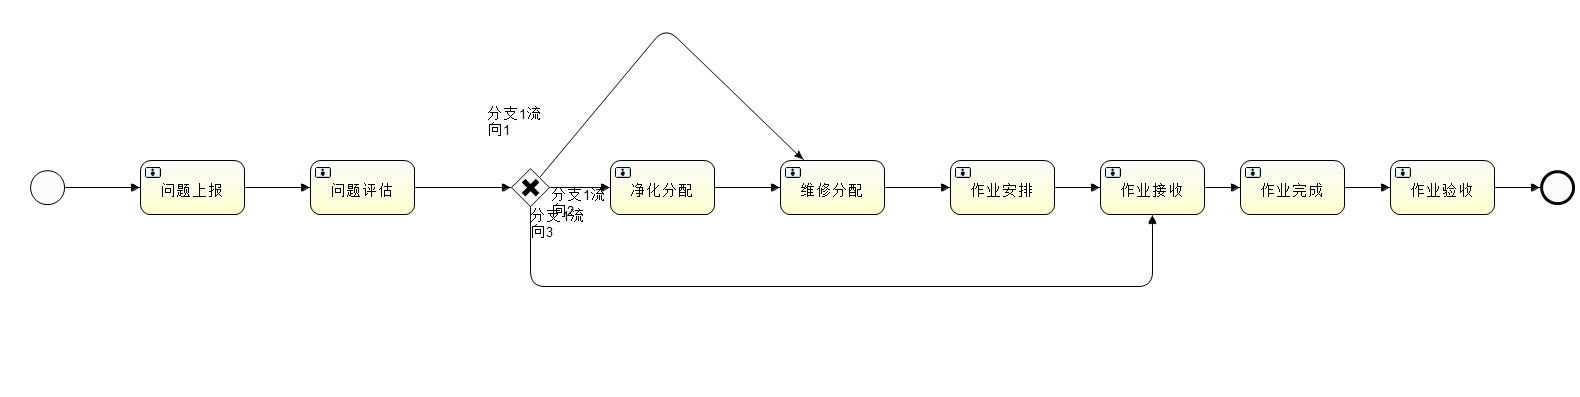 分支1流
向1
问题上报
问题评估
分支1流
向2
分支1流
向3
净化分配
维修分配
作业安排
作业接收
作业完成
作业验收